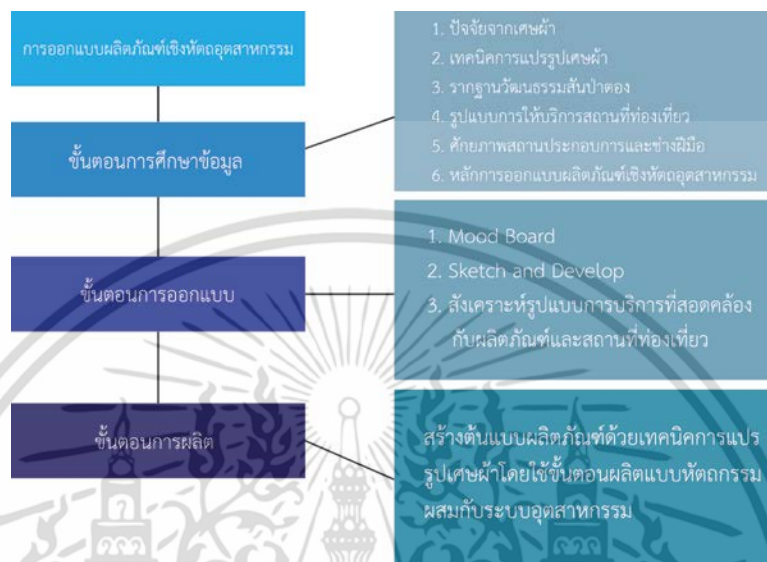 การออกแบบผลิตภัณฑ์เชิงหัตถอุตสาหกรรม
ขั้นตอนการศึกษาข้อมูล
1. ปัจจัยจากเศษผ้า
2. เทคนิคการแปรรูปเศษผ้า
3. รากฐานวัฒนธรรมสันป่าตอง
4. รูปแบบการให้บริการสถานที่ท่องเที่ยว
5. ศักยภาพสถานประกอบการและช่างฝีมือ
6. หลักการออกแบบผลิตภัณฑ์เชิงหัตถอุตสาหกรรม
ขั้นตอนการออกแบบ
1. Mood Board
2. Sketch and Develop
3. สังเคราะห์รูปแบบการบริการที่สอดคล้อง
กับผลิตภัณฑ์และสถานที่ท่องเที่ยว
ขั้นตอนการผลิต
สร้างต้นแบบผลิตภัณฑ์ด้วยเทคนิคการแปร
รูปเศษผ้าโดยใช้ขั้นตอนผลิตแบบหัตถกรรม
ผสมกับระบบอุตสาหกรรม